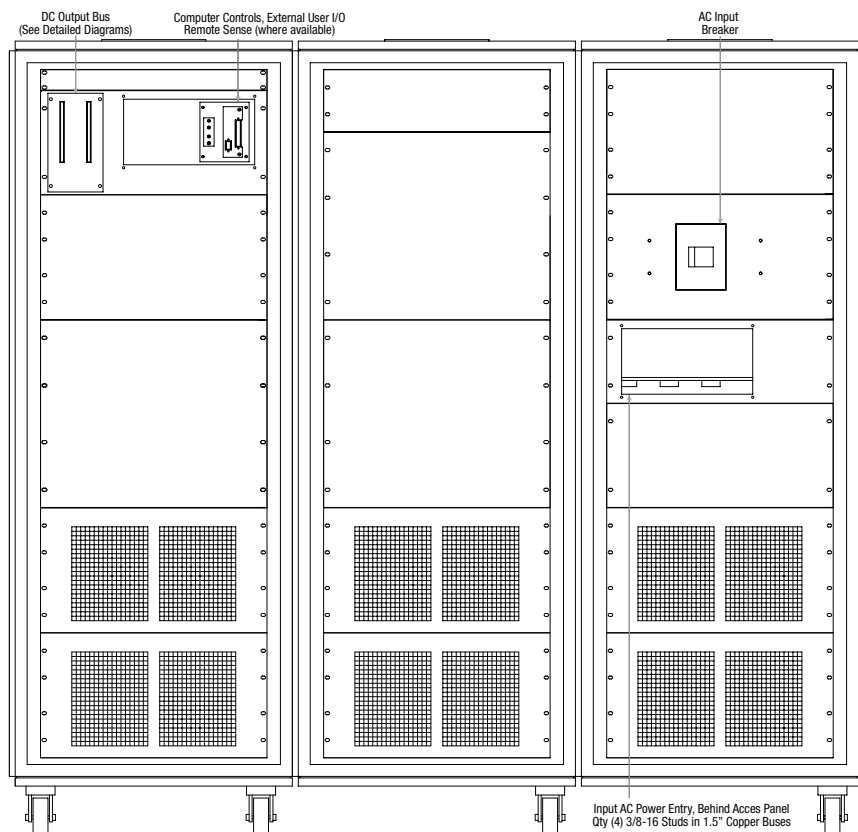 DC Output Bus
(See Detailed Diagrams)
Computer Controls, External User I/O
Remote Sense (where available)
AC Input
Breaker
Input AC Power Entry, Behind Acces Panel
Qty (4) 3/8-16 Studs in 1.5” Copper Buses